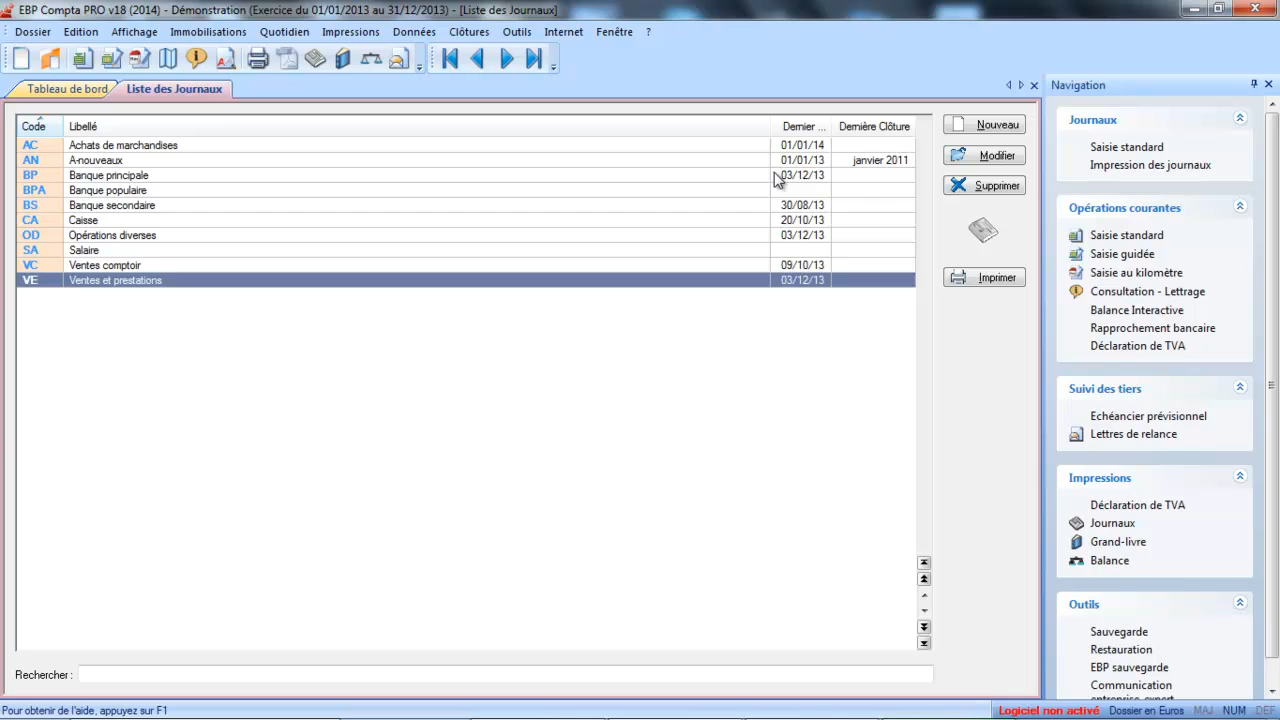 EBP Compta PRO v18 (2014) - Démonstration (Exercice du 01/01/2013 au 31/12/2013) - [Liste des Journaux]
Dossier Edition Affichage Immobilisations Quotidien Impressions Données Clôtures Outils Internet Fenêtre ?
Tableau de bord Liste des Journaux
Code Libellé Dernier ... Dernière Clôture
AC Achats de marchandises 01/01/14
AN A-nouveaux 01/01/13 janvier 2011
BP Banque principale 03/12/13
BPA Banque populaire
BS Banque secondaire 30/08/13
CA Caisse 20/10/13
OD Opérations diverses 03/12/13
SA Salaire
VC Ventes comptoir 09/10/13
VE Ventes et prestations 03/12/13
Nouveau
Modifier
Supprimer
Imprimer
Rechercher :
Navigation
Journaux
Saisie standard
Impression des journaux
Opérations courantes
Saisie standard
Saisie guidée
Saisie au kilomètre
Consultation - Lettrage
Balance Interactive
Rapprochement bancaire
Déclaration de TVA
Suivi des tiers
Echéancier prévisionnel
Lettres de relance
Impressions
Déclaration de TVA
Journaux
Grand-livre
Balance
Outils
Sauvegarde
Restauration
EBP sauvegarde
Communication
entreprise-expert
Pour obtenir de l'aide, appuyez sur F1
Logiciel non activé Dossier en Euros MAJ NUM DEF